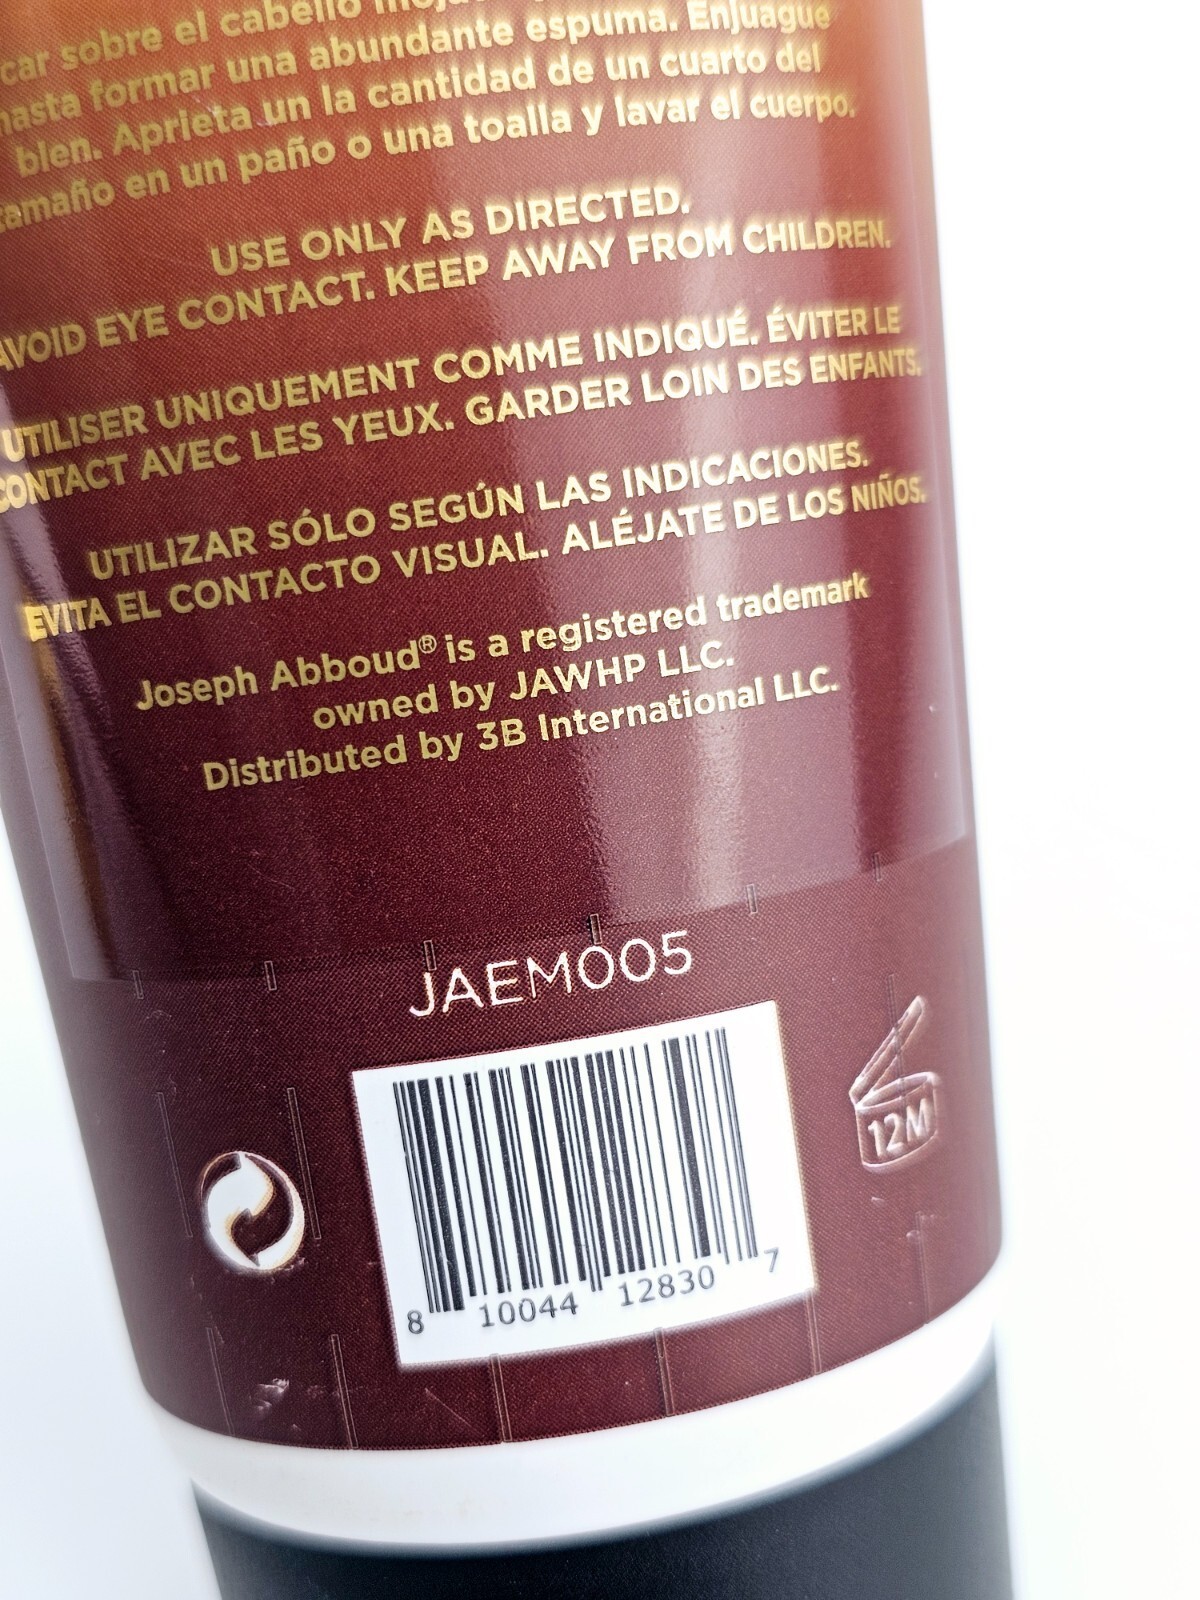 car sobre el cabello
hasta formar una abundante espuma. Enjuague
bien. Aprieta un la cantidad de un cuarto del
tamaño en un paño o una toalla y lavar el cuerpo.
USE ONLY AS DIRECTED.
AVOID EYE CONTACT. KEEP AWAY FROM CHILDREN.
UTILISER UNIQUEMENT COMME INDIQUÉ. ÉVITER LE
CONTACT AVEC LES YEUX. GARDER LOIN DES ENFANTS.
UTILIZAR SÓLO SEGÚN LAS INDICACIONES.
EVITA EL CONTACTO VISUAL. ALÉJATE DE LOS NIÑOS.
Joseph Abboud® is a registered trademark
owned by JAWHP LLC.
Distributed by 3B International LLC.
JAEM005
12M
8 10044 12830 7